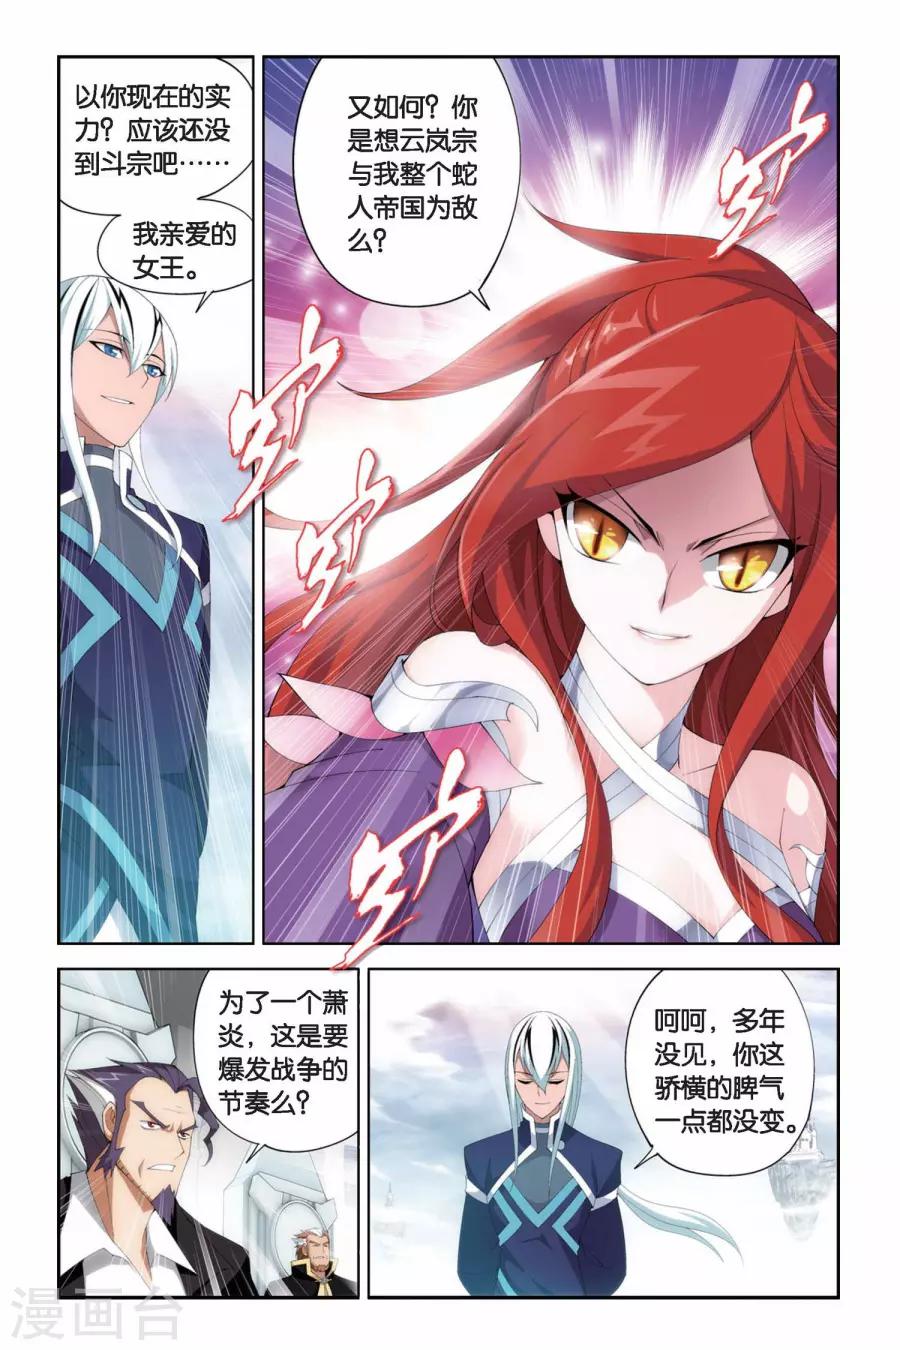 以你现在的实
力？应该还没
到斗宗吧……
我亲爱的
女王。
又如何？你
是想云岚宗
与我整个蛇
人帝国为敌
么？
为了一个萧
炎，这是要
爆发战争的
节奏么？
呵呵，多年
没见，你这
骄横的脾气
一点都没变。
漫画台